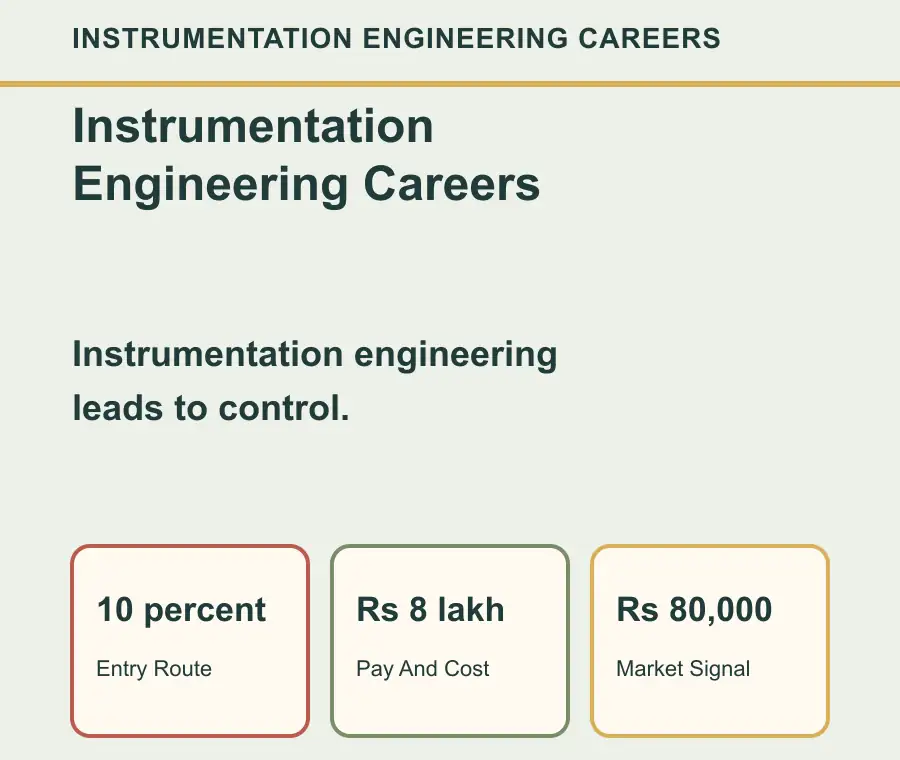 INSTRUMENTATION ENGINEERING CAREERS
Instrumentation
Engineering Careers
Instrumentation engineering
leads to control.
10 percent
Entry Route
Rs 8 lakh
Pay And Cost
Rs 80,000
Market Signal